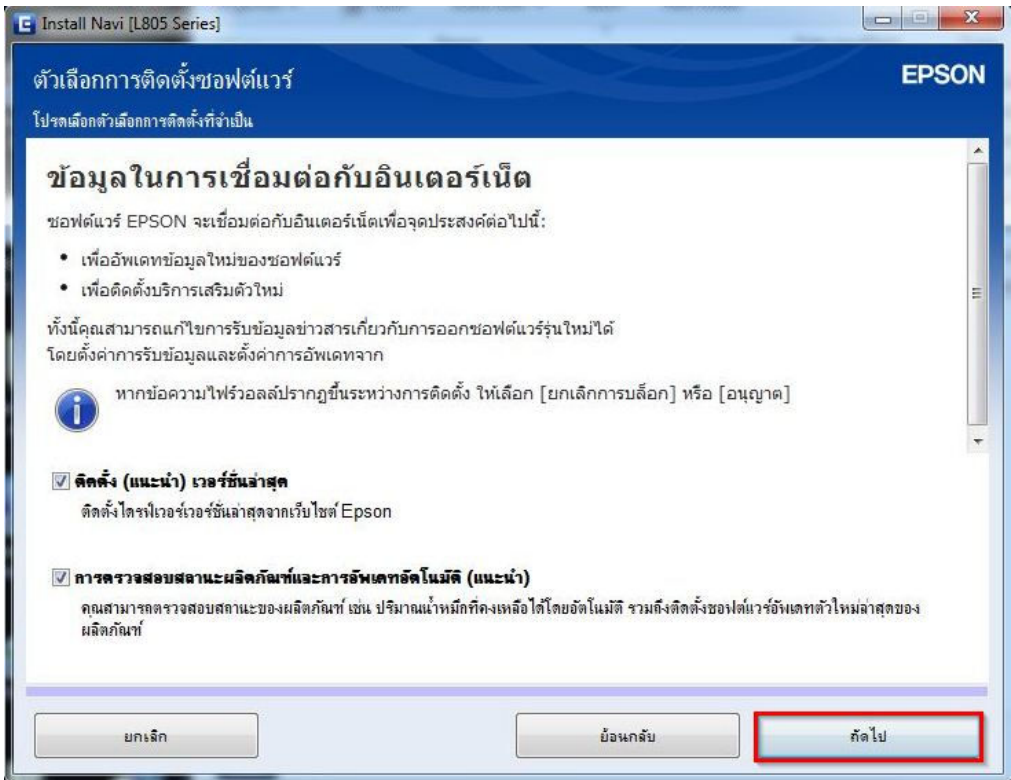 Install Navi [L805 Series]
ตัวเลือกการติดตั้งซอฟต์แวร์
EPSON
โปรดเลือกตัวเลือกการติดตั้งที่จำเป็น
ข้อมูลในการเชื่อมต่อกับอินเตอร์เน็ต
ซอฟต์แวร์ EPSON จะเชื่อมต่อกับอินเตอร์เน็ตเพื่อจุดประสงค์ต่อไปนี้:
• เพื่ออัพเดทข้อมูลใหม่ของซอฟต์แวร์
• เพื่อติดตั้งบริการเสริมตัวใหม่
ทั้งนี้คุณสามารถแก้ไขการรับข้อมูลข่าวสารเกี่ยวกับการออกซอฟต์แวร์รุ่นใหม่ได้
โดยตั้งค่าการรับข้อมูลและตั้งค่าการอัพเดทจาก
หากข้อความไฟร์วอลล์ปรากฏขึ้นระหว่างการติดตั้ง ให้เลือก [ยกเลิกการบล็อก] หรือ [อนุญาต]
ติดตั้ง (แนะนำ) เวอร์ชั่นล่าสุด
ติดตั้งไดรฟ์เวอร์เวอร์ชั่นล่าสุดจากเว็บไซต์ Epson
การตรวจสอบสถานะผลิตภัณฑ์และการอัพเดทอัตโนมัติ (แนะนำ)
คุณสามารถตรวจสอบสถานะของผลิตภัณฑ์ เช่น ปริมาณน้ำหมึกที่คงเหลือได้โดยอัตโนมัติ รวมถึงติดตั้งซอฟต์แวร์อัพเดทตัวใหม่ล่าสุดของ
ผลิตภัณฑ์
ยกเลิก
ย้อนกลับ
ถัดไป